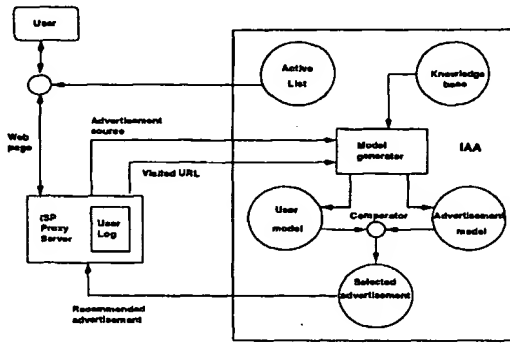 User
Active
List
Knowledge
base
Web
page
Advertisement
source
Model
generator
IAA
Visited URL
ISP
Proxy
Server
User
Log
User
model
Comparator
Advertisement
model
Selected
advertisement
Recommended
advertisement